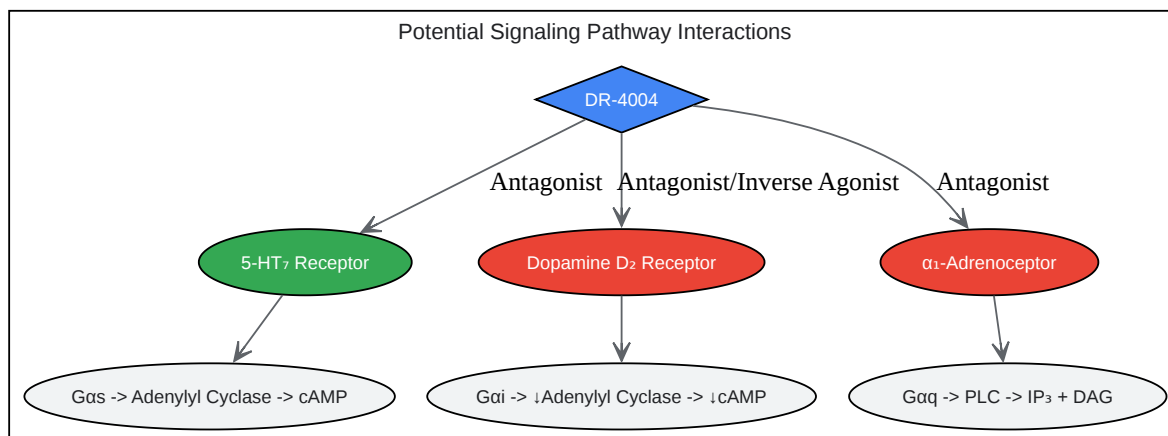 Potential Signaling Pathway Interactions
DR-4004
Antagonist
Antagonist/Inverse Agonist
Antagonist
5-HT₇ Receptor
Dopamine D₂ Receptor
α₁-Adrenoceptor
Gαs -> Adenylyl Cyclase -> cAMP
Gαi -> ↓Adenylyl Cyclase -> ↓cAMP
Gαq -> PLC -> IP₃ + DAG